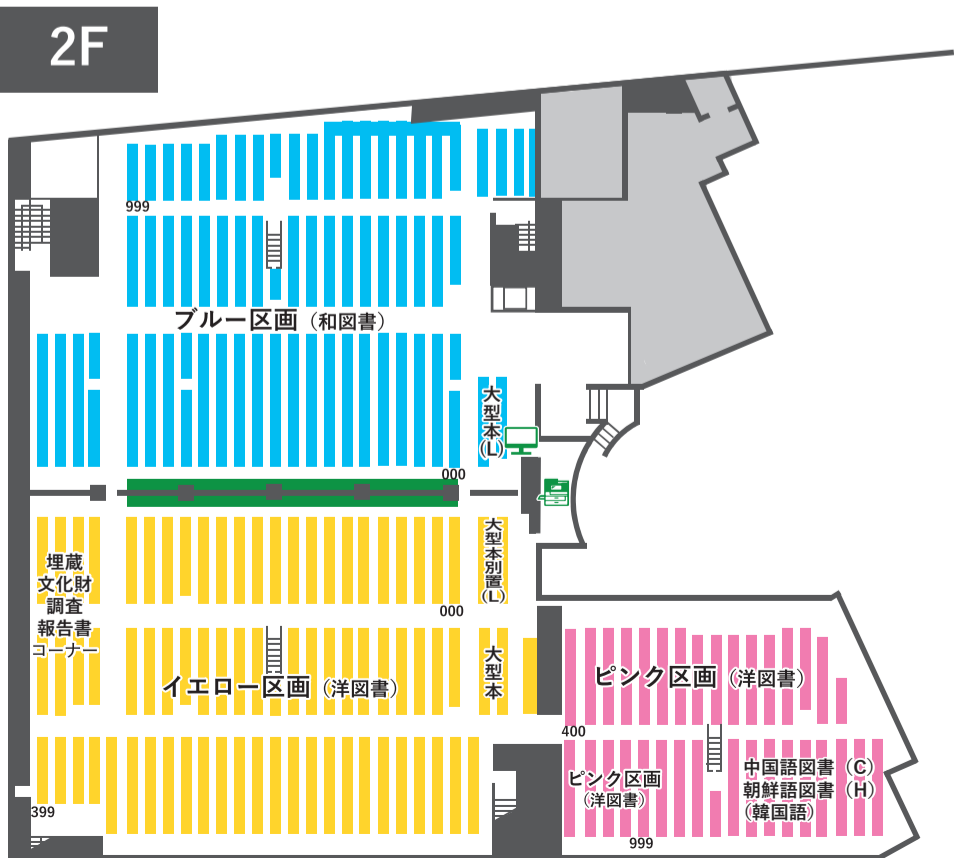 2F
999
ブルー区画（和図書）
大型本(L)
000
大型本別置(L)
埋蔵
文化財
調査
報告書
コーナー
000
大型本
イエロー区画（洋図書）
ピンク区画（洋図書）
400
ピンク区画
（洋図書）
中国語図書（C）
朝鮮語図書（H）
（韓国語）
399
999